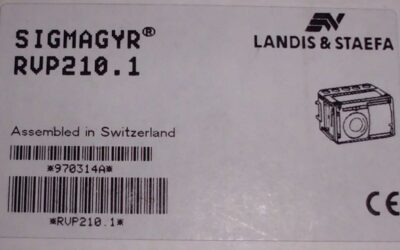 SIGMAGYR®
RVP210.1
LANDIS & STAEFA
Assembled in Switzerland
*970314A*
*RVP210.1*
CE